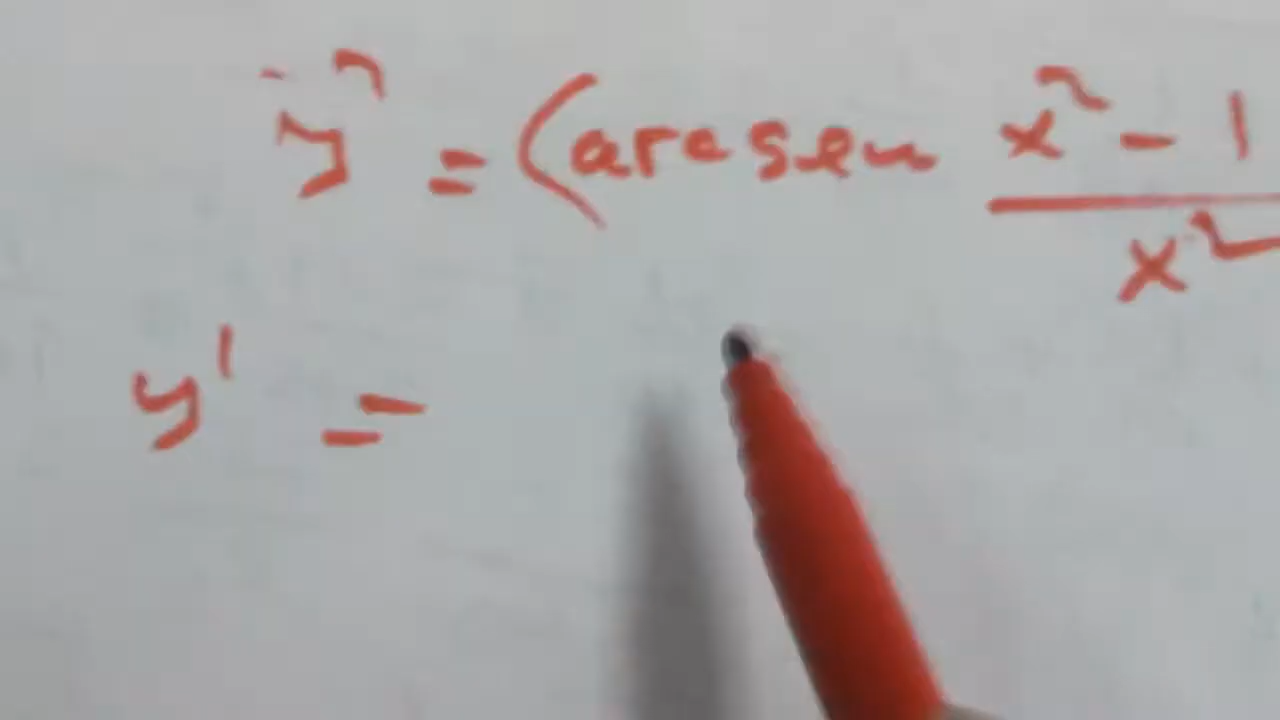 y = (arcsen x² - 1 / x²
y' =